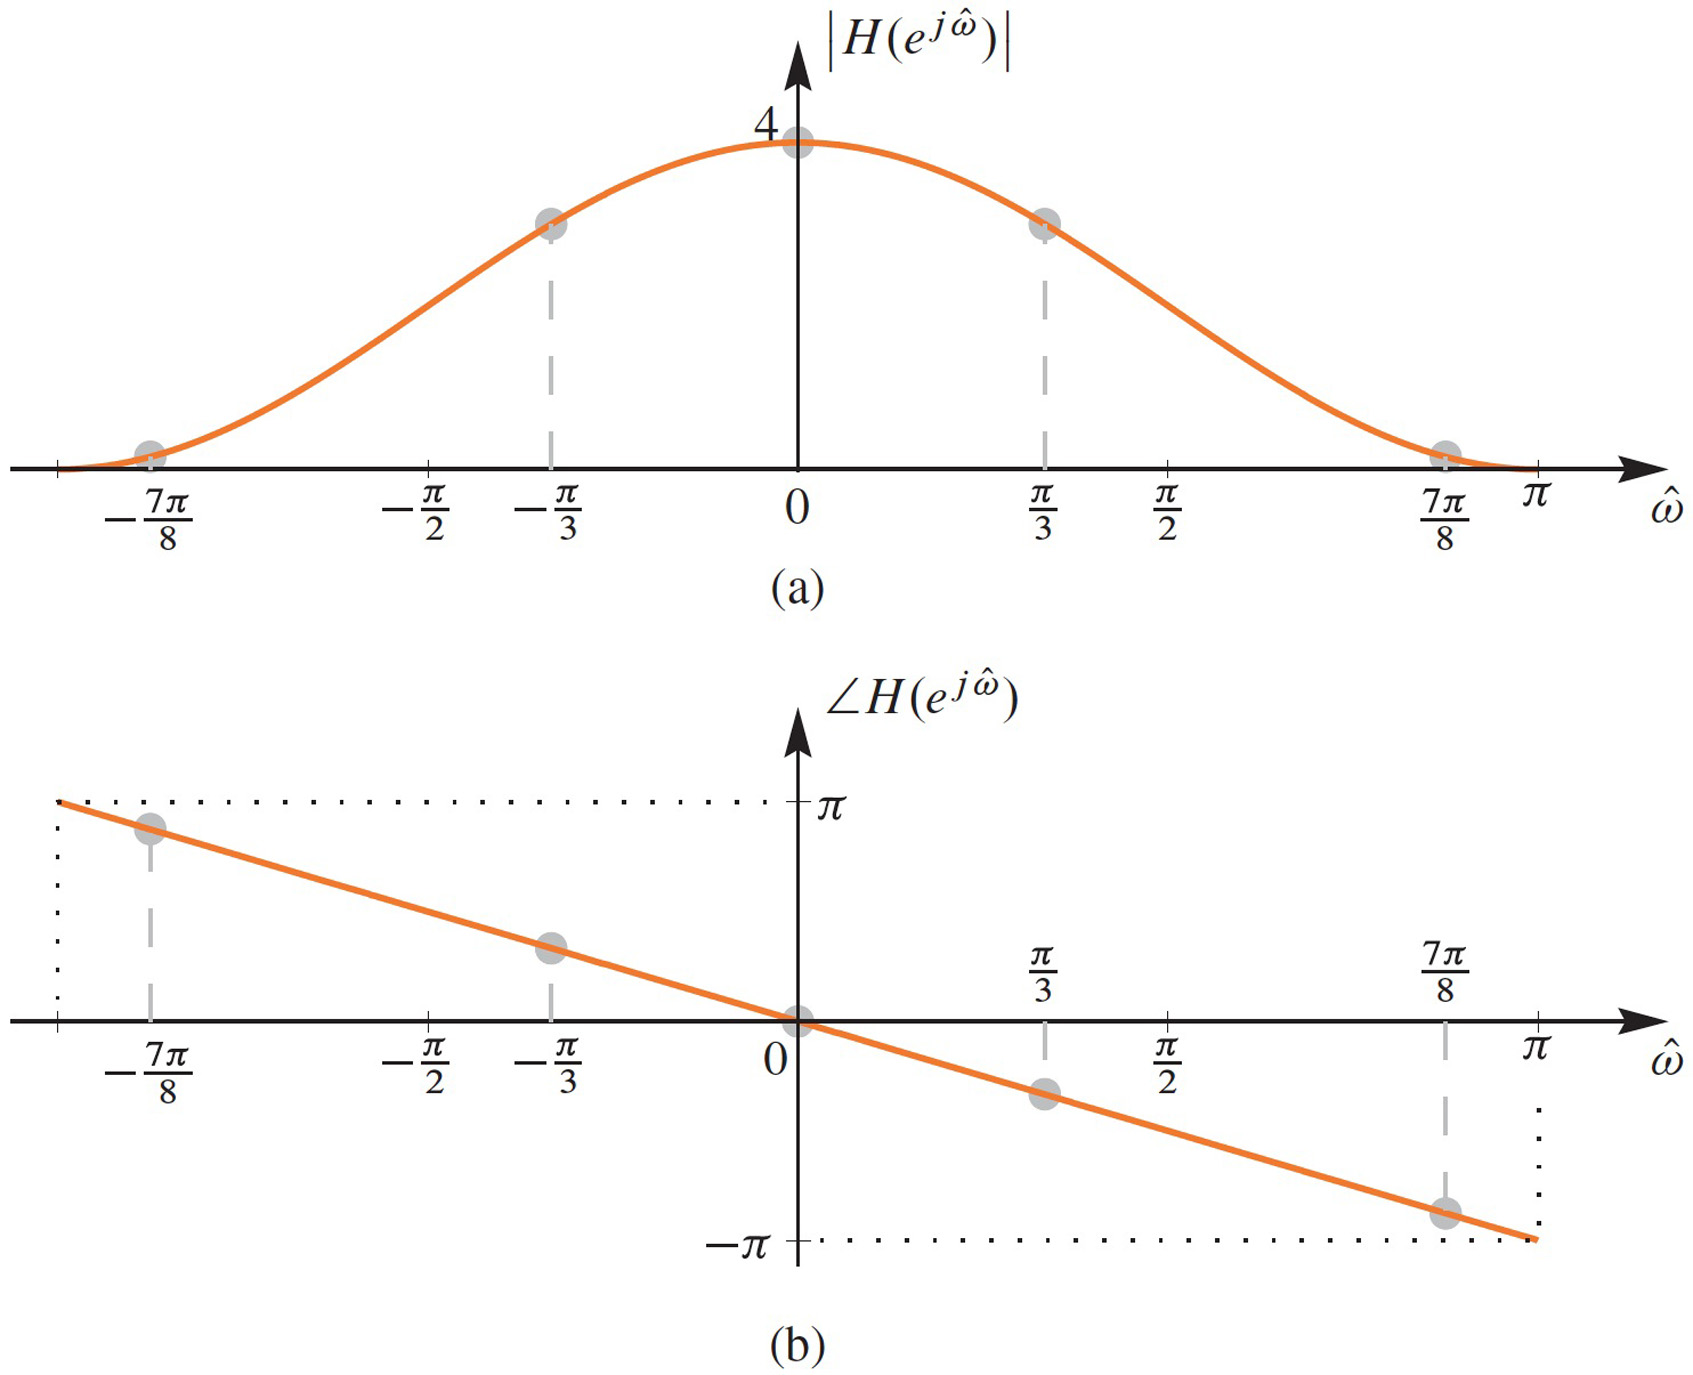 |H(e^{jω̂})|
4
−7π/8 −π/2 −π/3 0 π/3 π/2 7π/8 π ω̂
(a)
∠H(e^{jω̂})
π
π/3 7π/8
−7π/8 −π/2 −π/3 0 π/2 π ω̂
−π
(b)